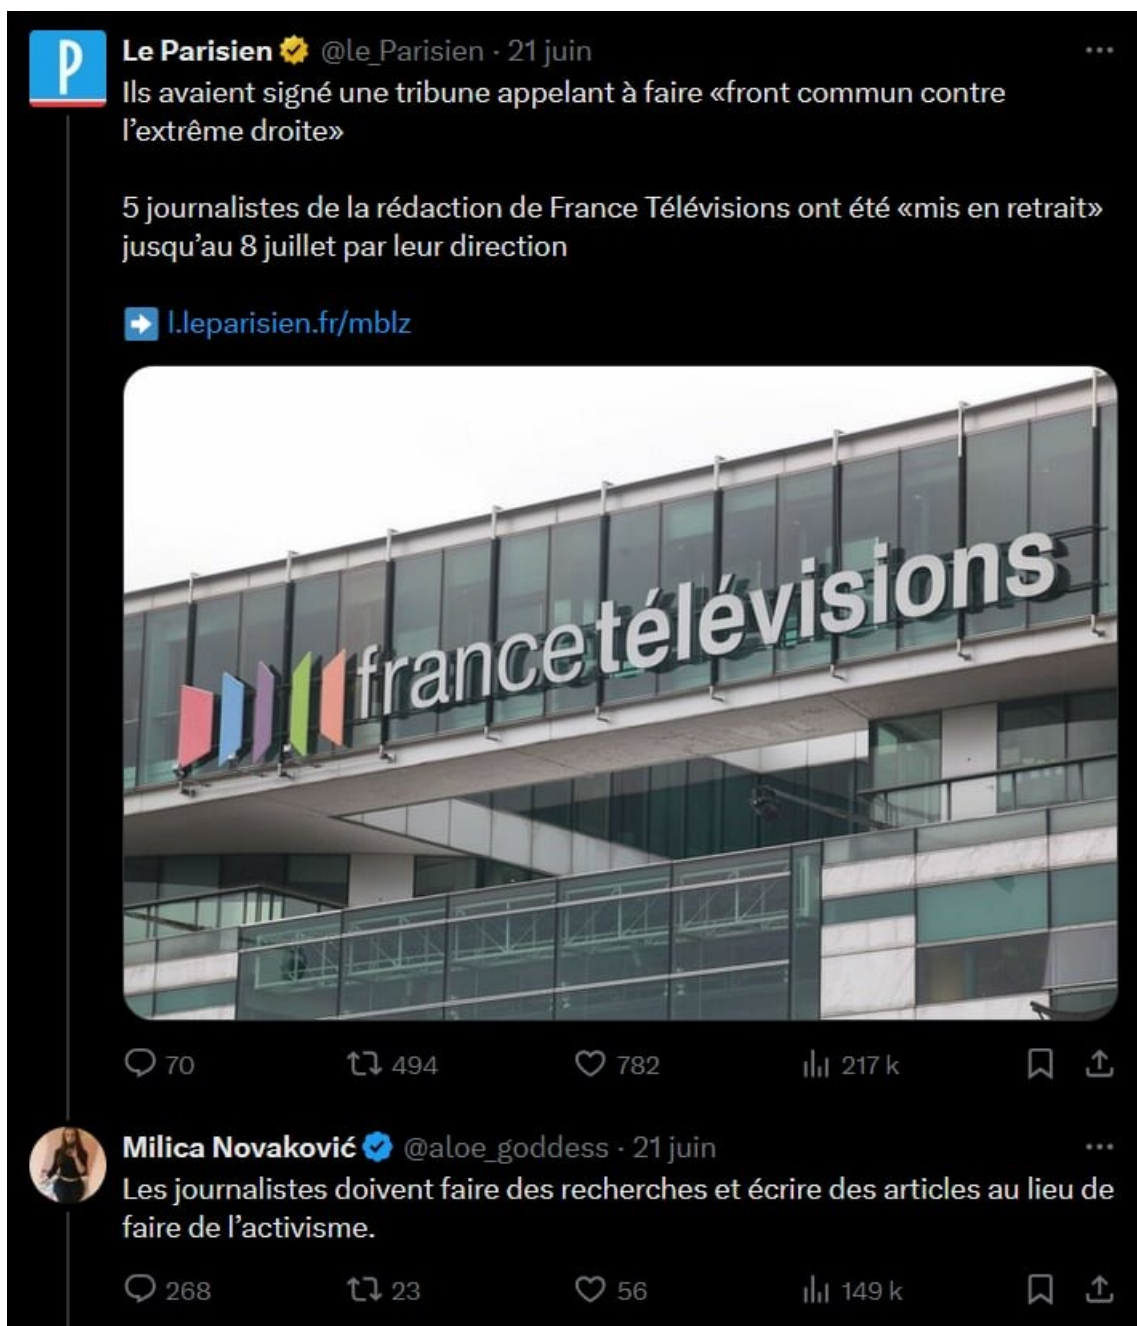 Le Parisien @le_Parisien · 21 juin
Ils avaient signé une tribune appelant à faire «front commun contre
l’extrême droite»
5 journalistes de la rédaction de France Télévisions ont été «mis en retrait»
jusqu’au 8 juillet par leur direction
➡️ l.leparisien.fr/mblz
francetélévisions
70 494 782 217 k
Milica Novaković @aloe_goddess · 21 juin
Les journalistes doivent faire des recherches et écrire des articles au lieu de
faire de l’activisme.
268 23 56 149 k